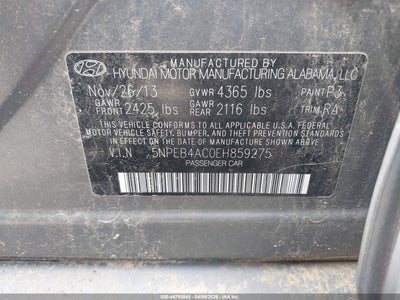 MANUFACTURED BY
HYUNDAI MOTOR MANUFACTURING ALABAMA, LLC
Nov/26/13 GVWR 4365 lbs PAINT P3
GAWR FRONT 2425 lbs GAWR REAR 2116 lbs TRIM RA
THIS VEHICLE CONFORMS TO ALL APPLICABLE U.S. FEDERAL
MOTOR VEHICLE SAFETY, BUMPER, AND THEFT PREVENTION
STANDARDS IN EFFECT ON THE DATE OF MANUFACTURE SHOWN ABOVE.
V.I.N 5NPEB4AC0EH859275
PASSENGER CAR